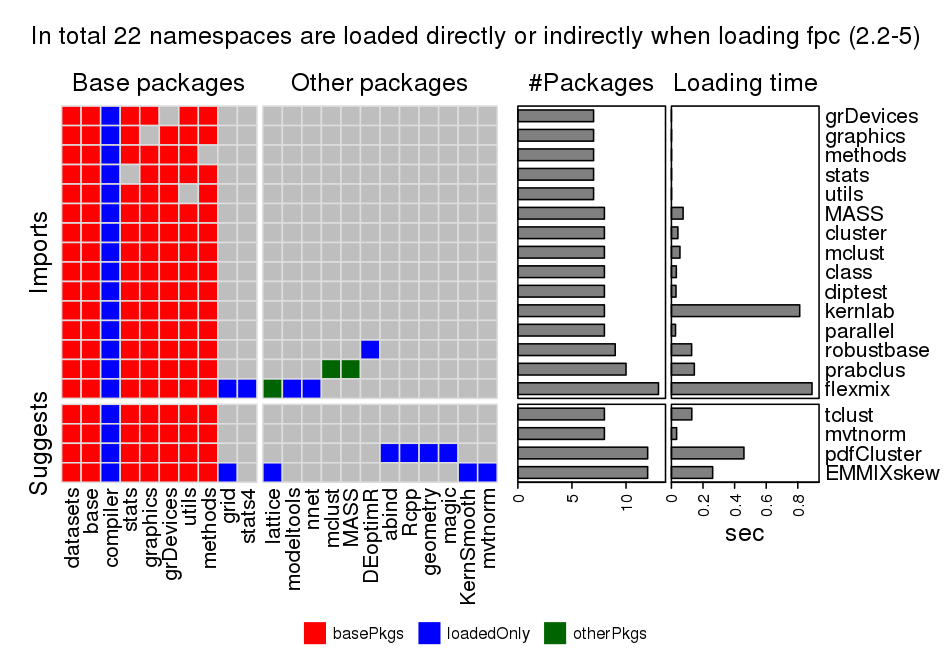 In total 22 namespaces are loaded directly or indirectly when loading fpc (2.2-5)
Base packages
Other packages
#Packages
Loading time
Imports
Suggests
grDevices
graphics
methods
stats
utils
MASS
cluster
mclust
class
diptest
kernlab
parallel
robustbase
prabclus
flexmix
tclust
mvtnorm
pdfCluster
EMMIXskew
datasets
base
compiler
stats
graphics
grDevices
utils
methods
grid
stats4
lattice
modeltools
nnet
mclust
MASS
DEoptimR
abind
Rcpp
geometry
magic
KernSmooth
mvtnorm
0
5
10
0
0.2
0.4
0.6
0.8
sec
basePkgs
loadedOnly
otherPkgs